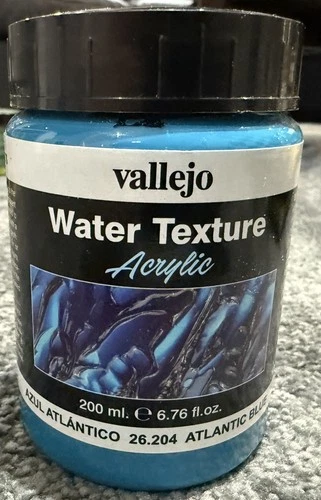 vallejo
Water Texture
Acrylic
200 ml. ℮ 6.76 fl.oz.
AZUL ATLÁNTICO 26.204 ATLANTIC BLUE